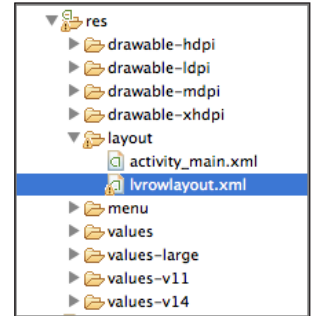 res
drawable-hdpi
drawable-ldpi
drawable-mdpi
drawable-xhdpi
layout
activity_main.xml
lvrowlayout.xml
menu
values
values-large
values-v11
values-v14